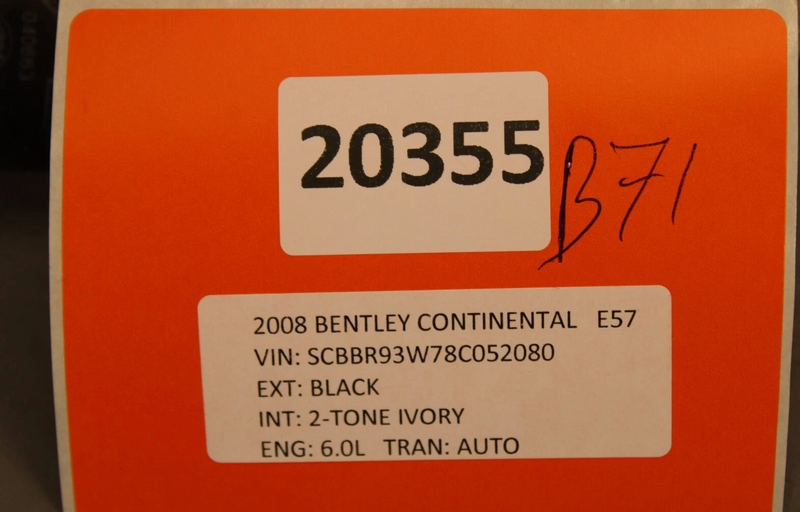 20355
B71
2008 BENTLEY CONTINENTAL E57
VIN: SCBBR93W78C052080
EXT: BLACK
INT: 2-TONE IVORY
ENG: 6.0L TRAN: AUTO